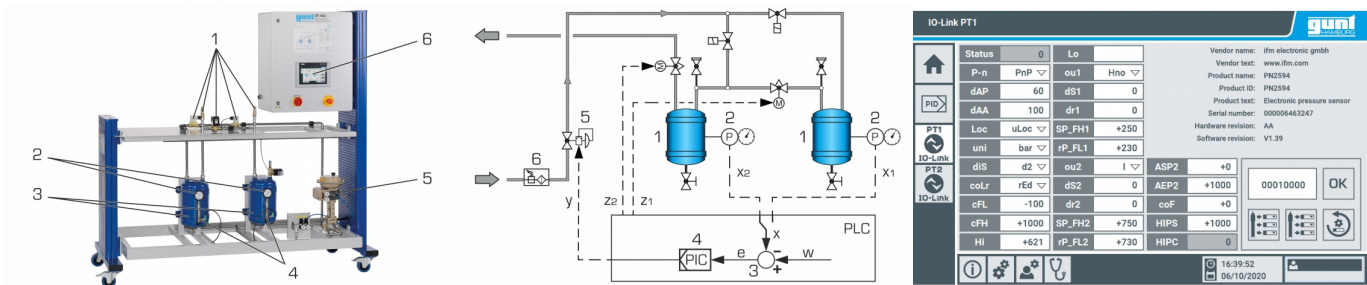 gunt
1
6
2
3
4
5
M
5
6
y
z2
z1
1
2
P
M
1
2
P
x2
x1
x
PLC
4
PIC
e
3
w
-
+
IO-Link PT1
gunt
HAMBURG
Status 0 Lo
P-n PnP ou1 Hno
dAP 60 dS1 0
dAA 100 dr1 0
Loc uLoc SP_FH1 +250
uni bar rP_FL1 +230
diS d2 ou2 I ASP2 +0
coLr rEd dS2 0 AEP2 +1000
cFL -100 dr2 0 coF +0
cFH +1000 SP_FH2 +750 HIPS +1000
Hi +621 rP_FL2 +730 HIPC 0
PID
PT1
IO-Link
PT2
IO-Link
Vendor name: ifm electronic gmbh
Vendor text: www.ifm.com
Product name: PN2594
Product ID: PN2594
Product text: Electronic pressure sensor
Serial number: 000006463247
Hardware revision: AA
Software revision: V1.39
00010000 OK
16:39:52
06/10/2020